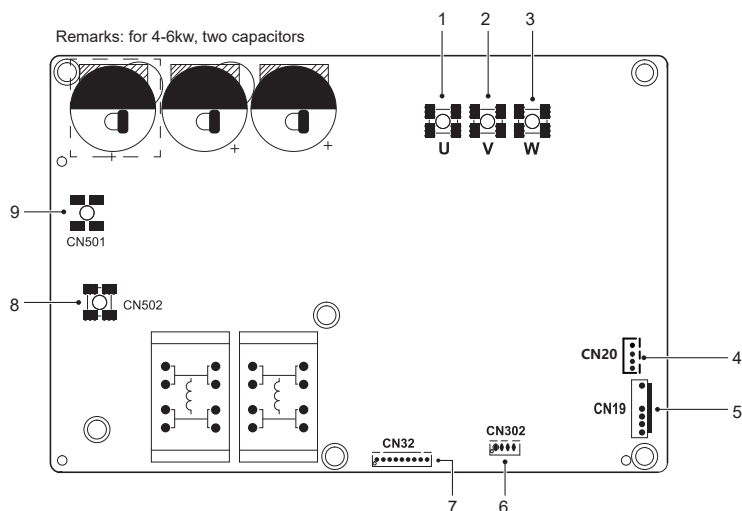 1 2 3
Remarks: for 4-6kw, two capacitors
+ + +
U V W
9
CN501
8 CN502
CN20 4
CN19 5
CN32 CN302
7 6